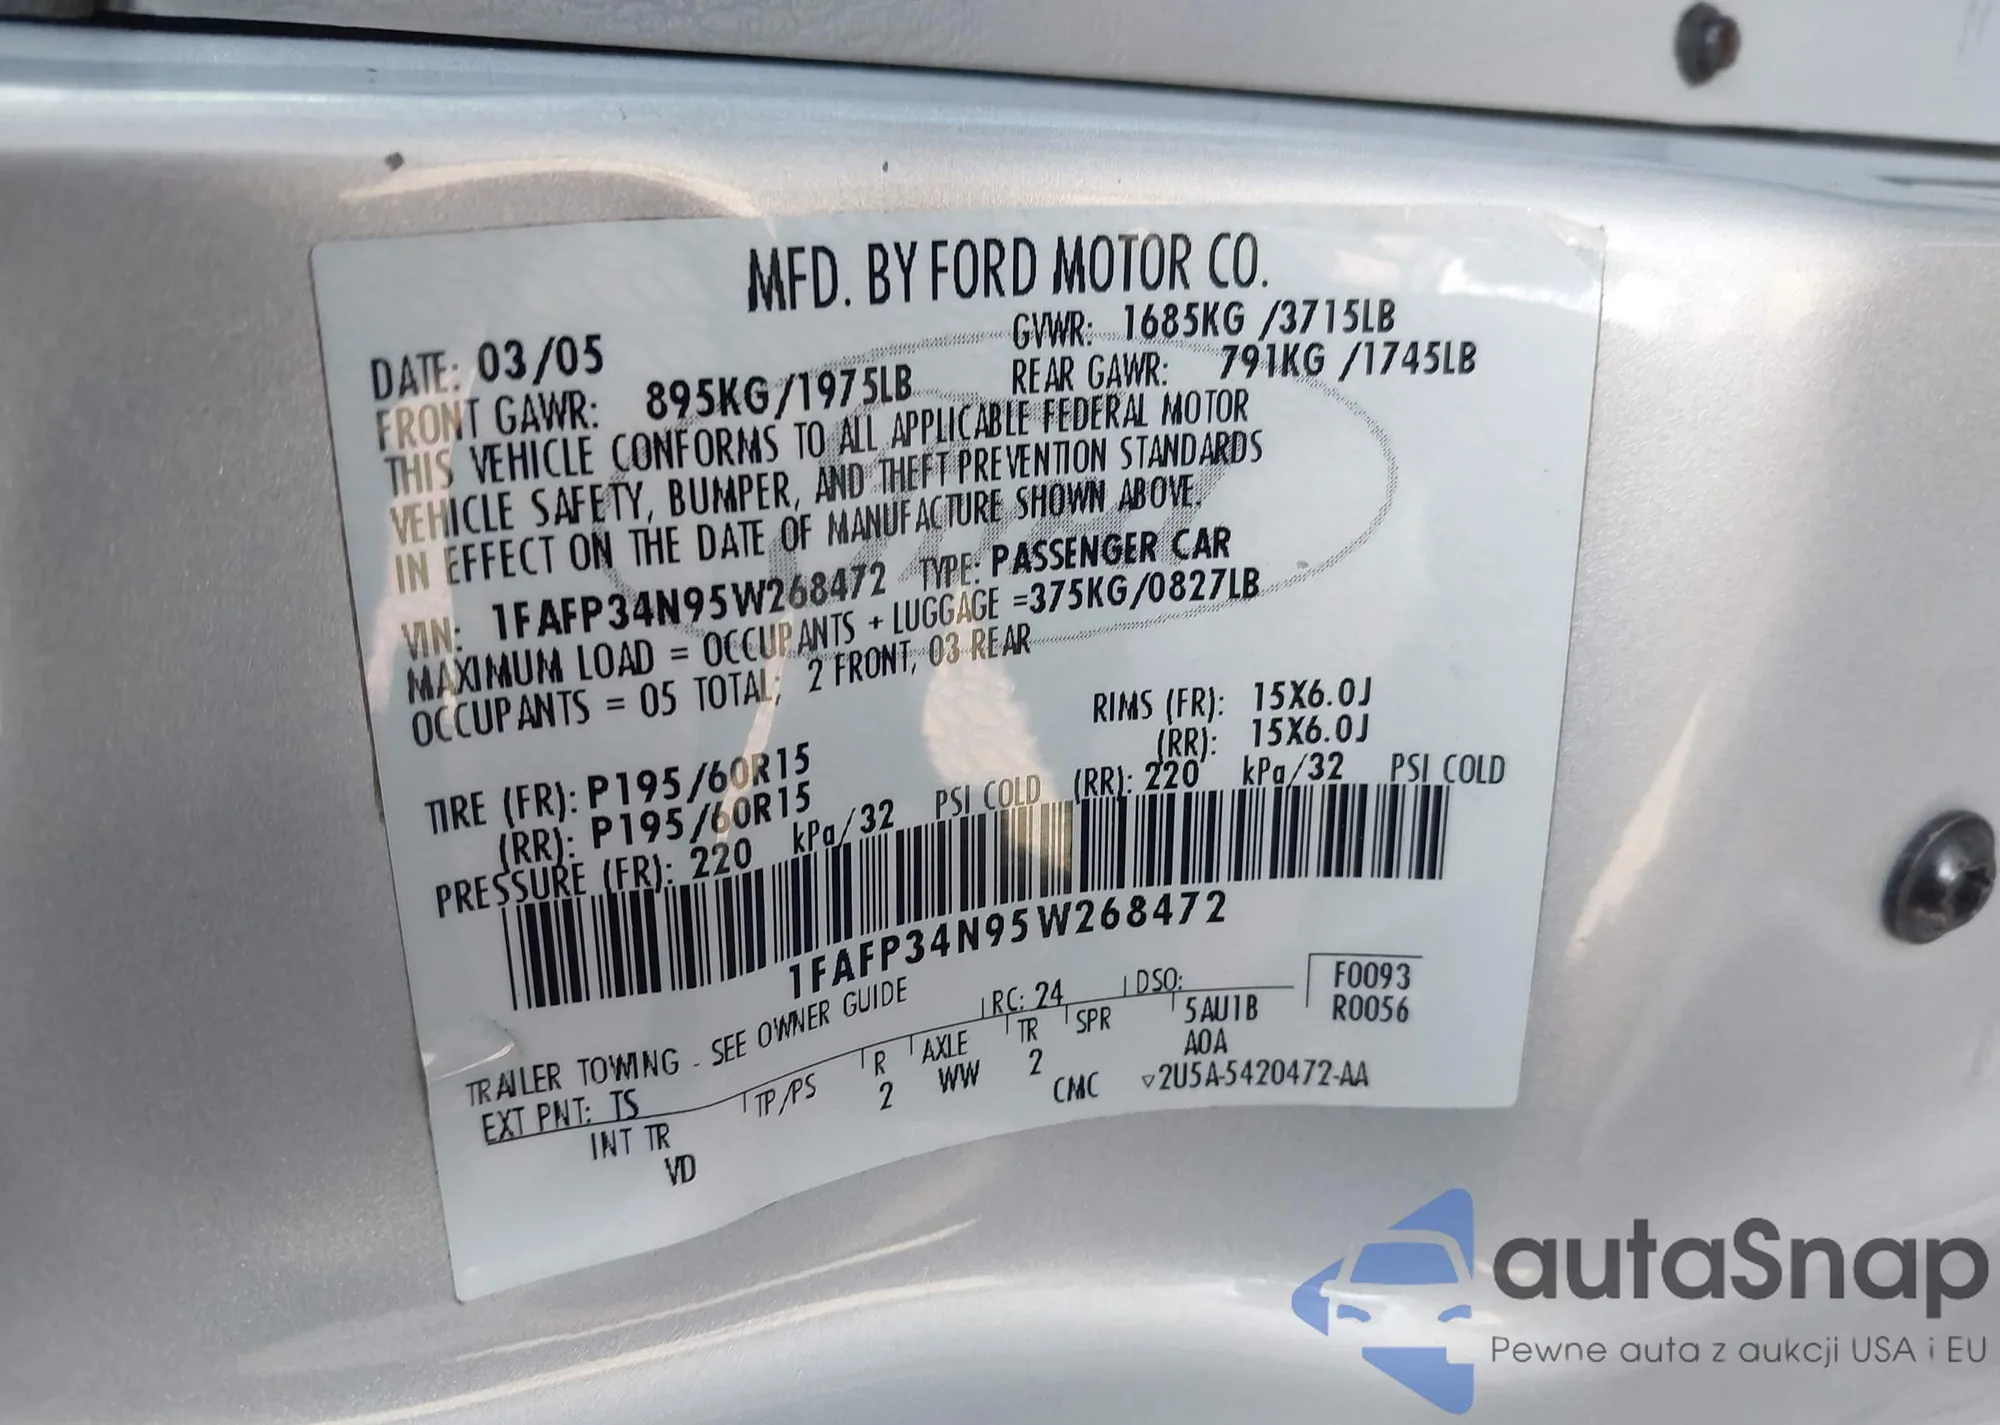 MFD. BY FORD MOTOR CO.
DATE: 03/05 GVWR: 1685KG /3715LB
FRONT GAWR: 895KG/1975LB REAR GAWR: 791KG /1745LB
THIS VEHICLE CONFORMS TO ALL APPLICABLE FEDERAL MOTOR
VEHICLE SAFETY, BUMPER, AND THEFT PREVENTION STANDARDS
IN EFFECT ON THE DATE OF MANUFACTURE SHOWN ABOVE.
VIN: 1FAFP34N95W268472 TYPE: PASSENGER CAR
MAXIMUM LOAD = OCCUPANTS + LUGGAGE =375KG/0827LB
OCCUPANTS = 05 TOTAL; 2 FRONT, 03 REAR
RIMS (FR): 15X6.0J
TIRE (FR): P195/60R15 (RR): 15X6.0J
(RR): P195/60R15
PRESSURE (FR): 220 kPa/32 PSI COLD (RR): 220 kPa/32 PSI COLD
1FAFP34N95W268472
TRAILER TOWING - SEE OWNER GUIDE RC: 24 DSO: F0093
EXT PNT: TS TP/PS R AXLE TR SPR 5AU1B R0056
INT TR 2 WW 2 A0A
VD CMC ▽2U5A-5420472-AA
autaSnap
Pewne auta z aukcji USA i EU